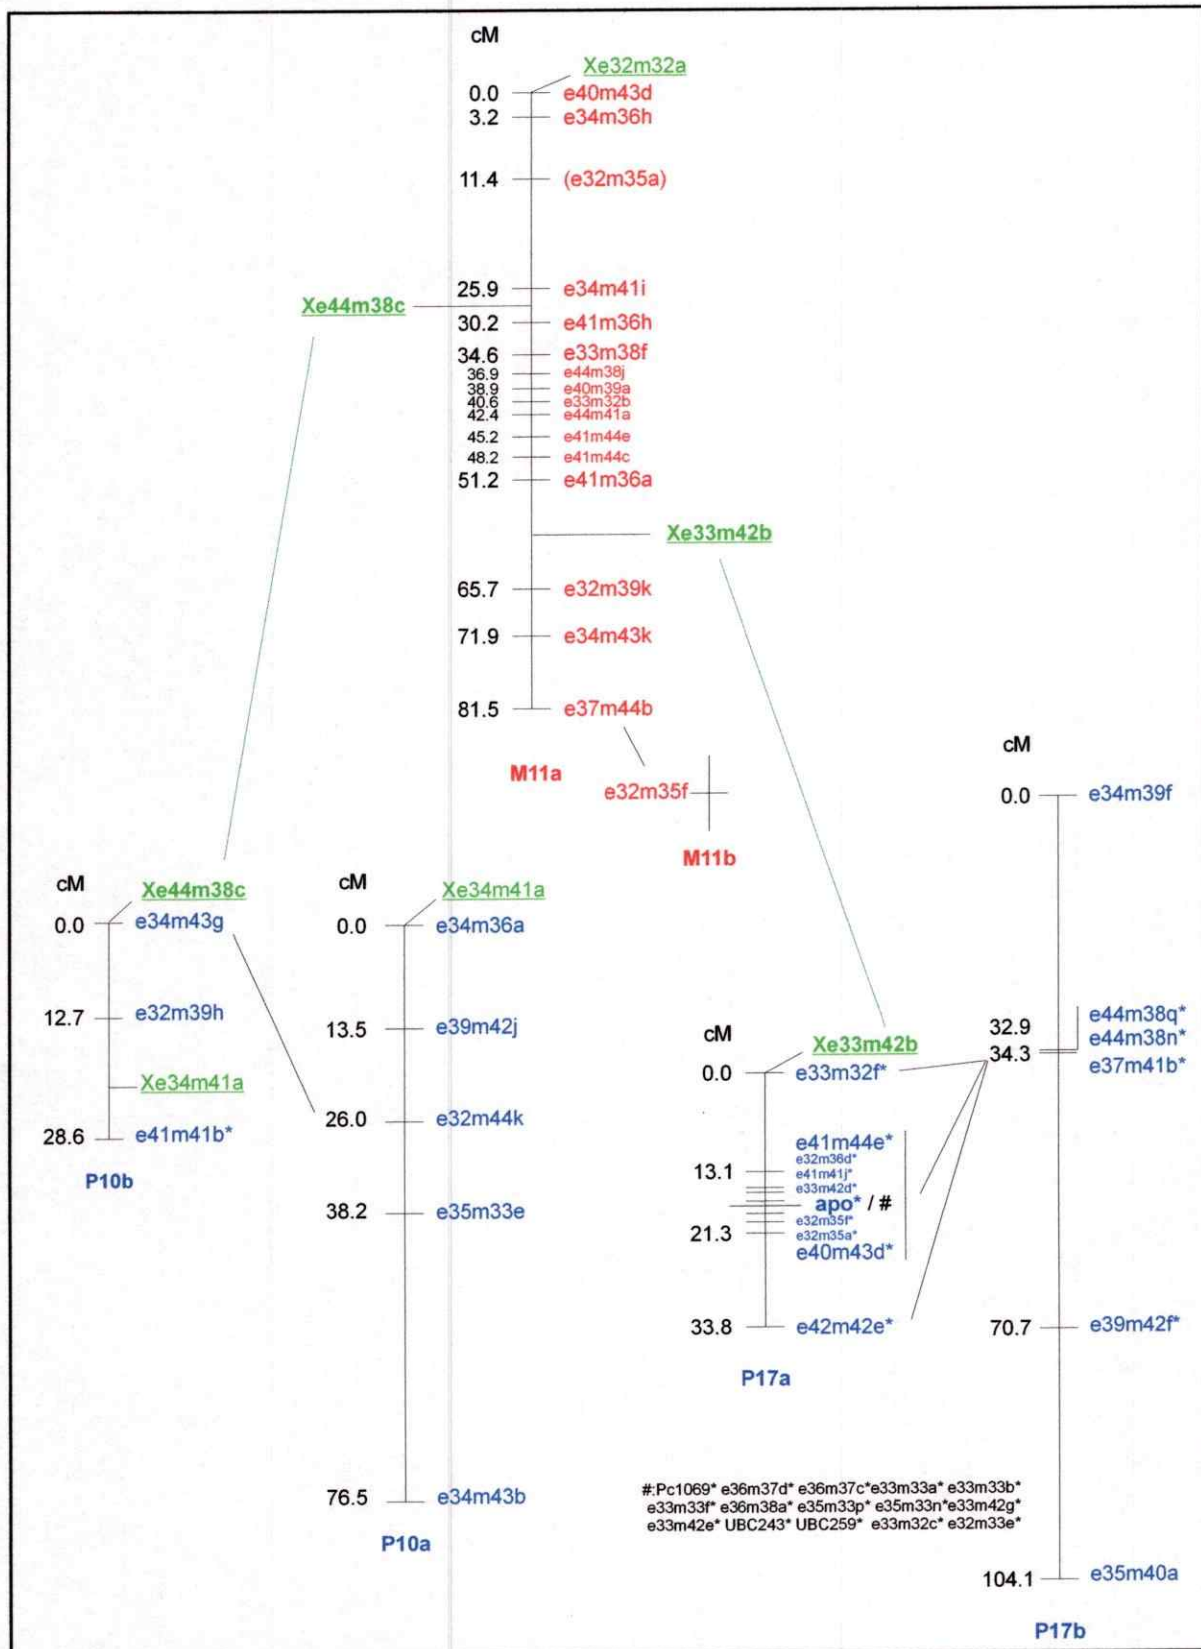 cM
Xe32m32a
0.0 e40m43d
3.2 e34m36h
11.4 (e32m35a)
25.9 e34m41i
Xe44m38c
30.2 e41m36h
34.6 e33m38f
36.9 e44m38j
38.9 e40m39a
40.6 e33m32b
42.4 e44m41a
45.2 e41m44e
48.2 e41m44c
51.2 e41m36a
Xe33m42b
65.7 e32m39k
71.9 e34m43k
81.5 e37m44b
M11a
e32m35f
M11b
cM
Xe44m38c
0.0 e34m43g
12.7 e32m39h
Xe34m41a
28.6 e41m41b*
P10b
cM
Xe34m41a
0.0 e34m36a
13.5 e39m42j
26.0 e32m44k
38.2 e35m33e
76.5 e34m43b
P10a
cM
Xe33m42b
0.0 e33m32f*
e41m44e*
e32m36d*
13.1 e41m41j*
e33m42d*
apo* / #
e32m35f*
21.3 e32m35a*
e40m43d*
33.8 e42m42e*
P17a
cM
0.0 e34m39f
e44m38q*
32.9 e44m38n*
34.3 e37m41b*
70.7 e39m42f*
104.1 e35m40a
P17b
#:Pc1069* e36m37d* e36m37c*e33m33a* e33m33b*
e33m33f* e36m38a* e35m33p* e35m33n*e33m42g*
e33m42e* UBC243* UBC259* e33m32c* e32m33e*